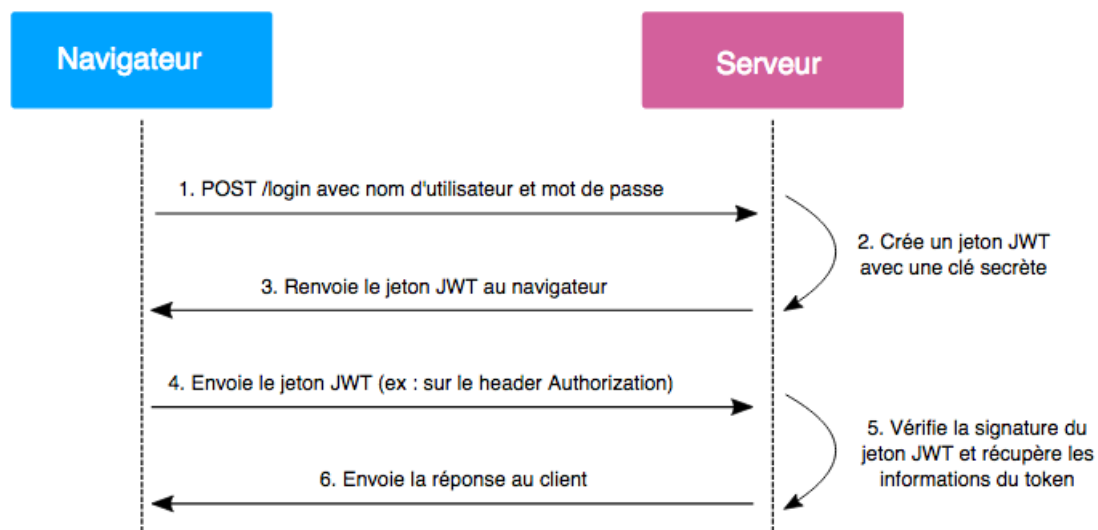 Navigateur
Serveur
1. POST /login avec nom d'utilisateur et mot de passe
2. Crée un jeton JWT
avec une clé secrète
3. Renvoie le jeton JWT au navigateur
4. Envoie le jeton JWT (ex : sur le header Authorization)
5. Vérifie la signature du
jeton JWT et récupère les
informations du token
6. Envoie la réponse au client